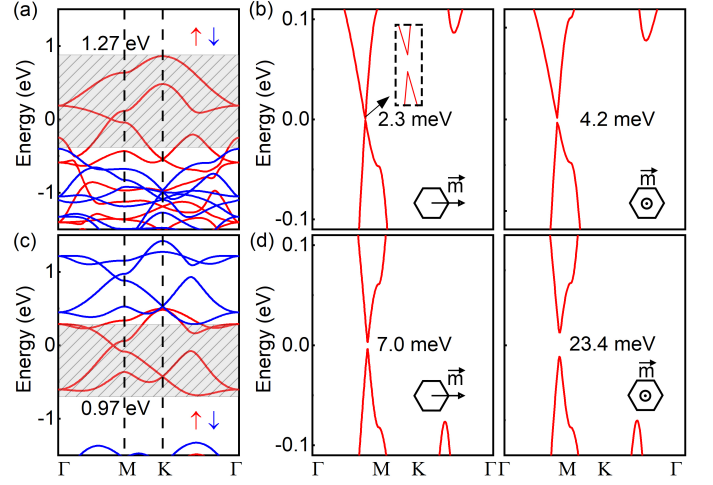 (a)
1.27 eV
↑ ↓
Energy (eV)
1
0
-1
(b)
Energy (eV)
0.1
0.0
-0.1
2.3 meV
m
4.2 meV
m
(c)
Energy (eV)
1
0
-1
0.97 eV
↑ ↓
Γ M K Γ
(d)
Energy (eV)
0.1
0.0
-0.1
7.0 meV
m
Γ M K Γ
23.4 meV
m
Γ M K Γ